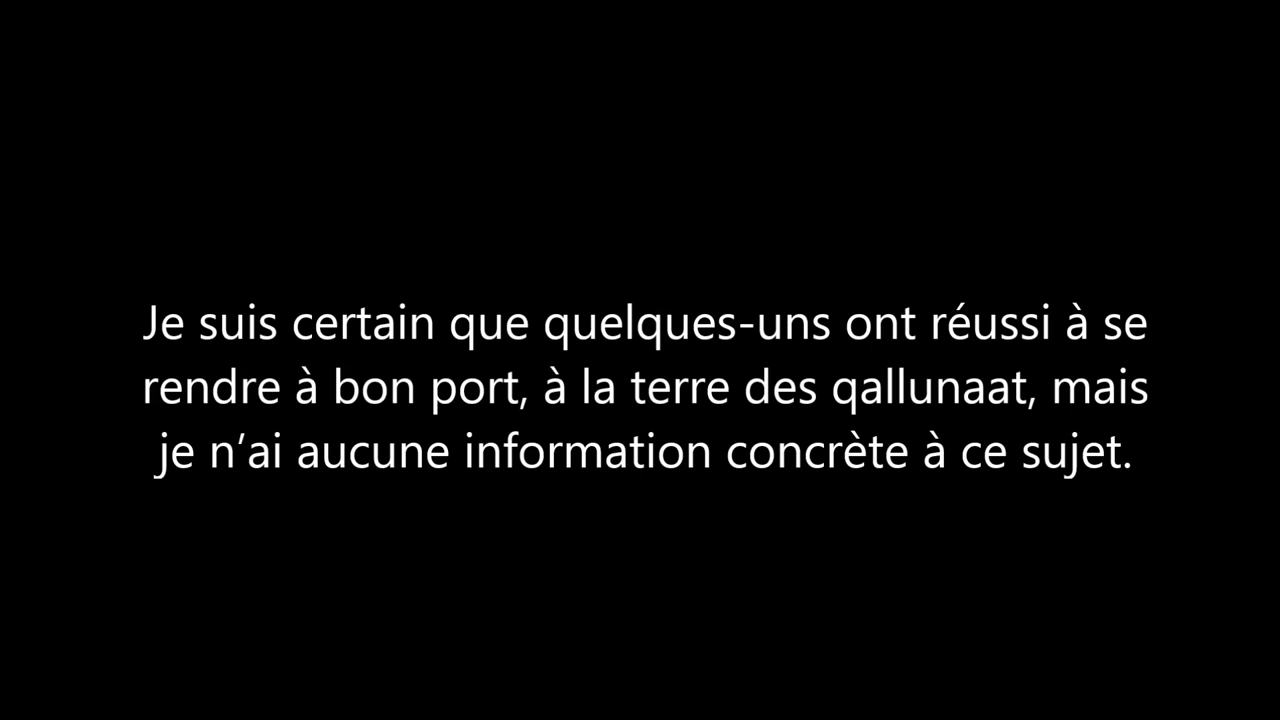 Je suis certain que quelques-uns ont réussi à se
rendre à bon port, à la terre des qallunaat, mais
je n’ai aucune information concrète à ce sujet.